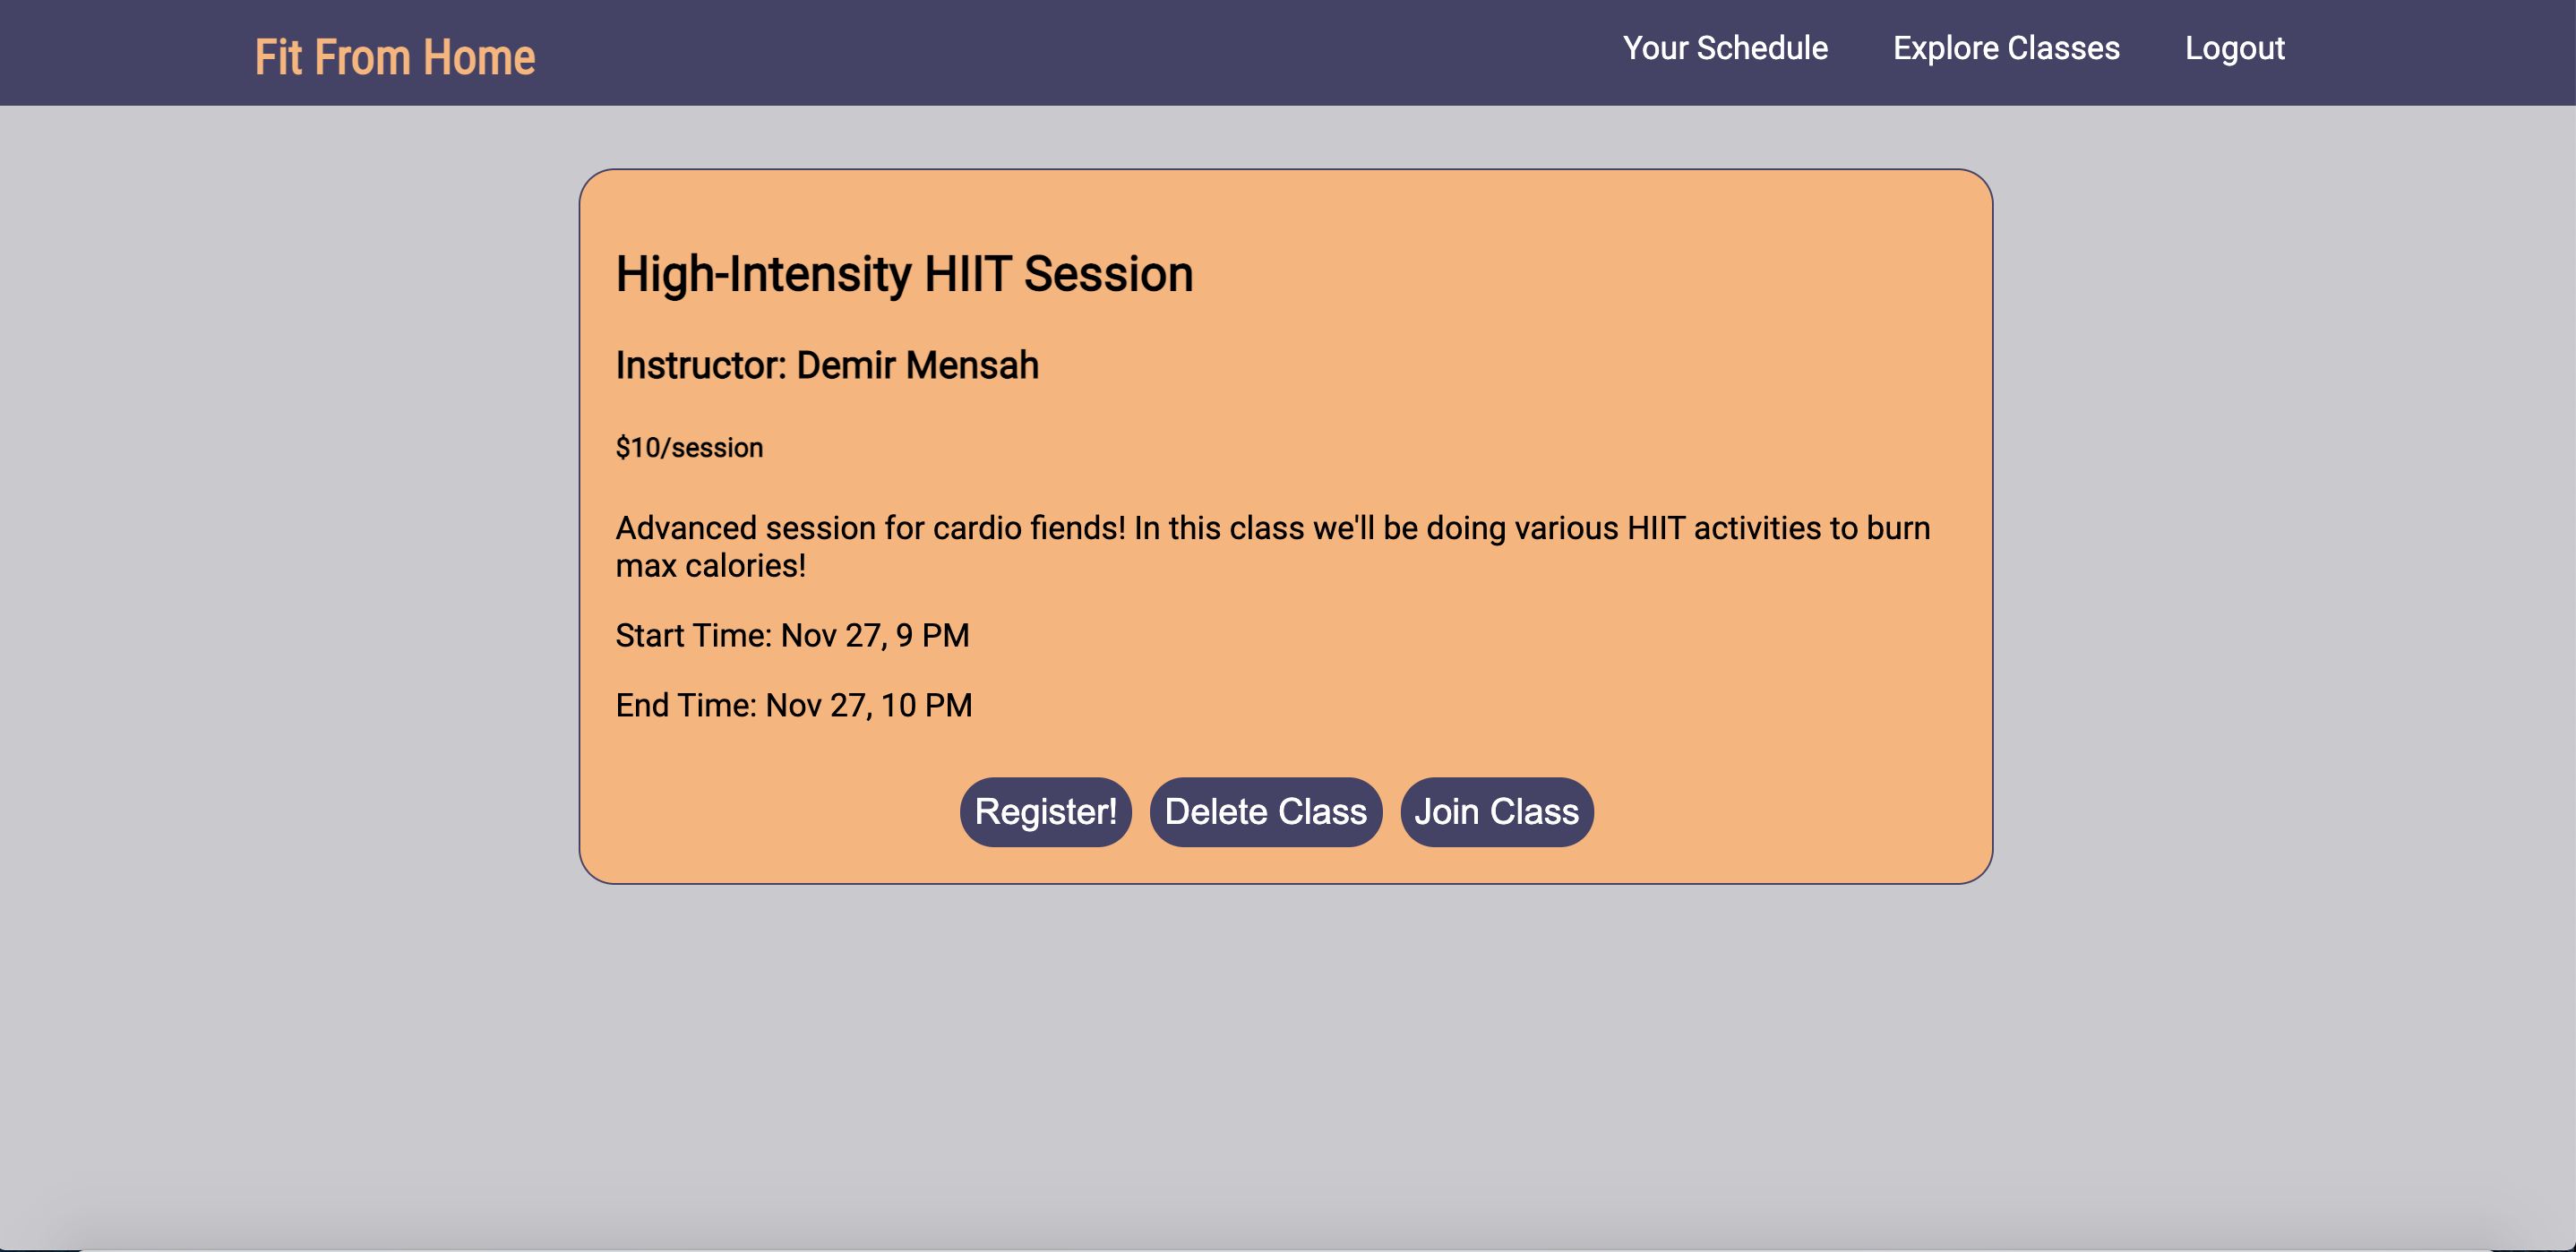 Fit From Home
Your Schedule
Explore Classes
Logout
High-Intensity HIIT Session
Instructor: Demir Mensah
$10/session
Advanced session for cardio fiends! In this class we'll be doing various HIIT activities to burn
max calories!
Start Time: Nov 27, 9 PM
End Time: Nov 27, 10 PM
Register!
Delete Class
Join Class